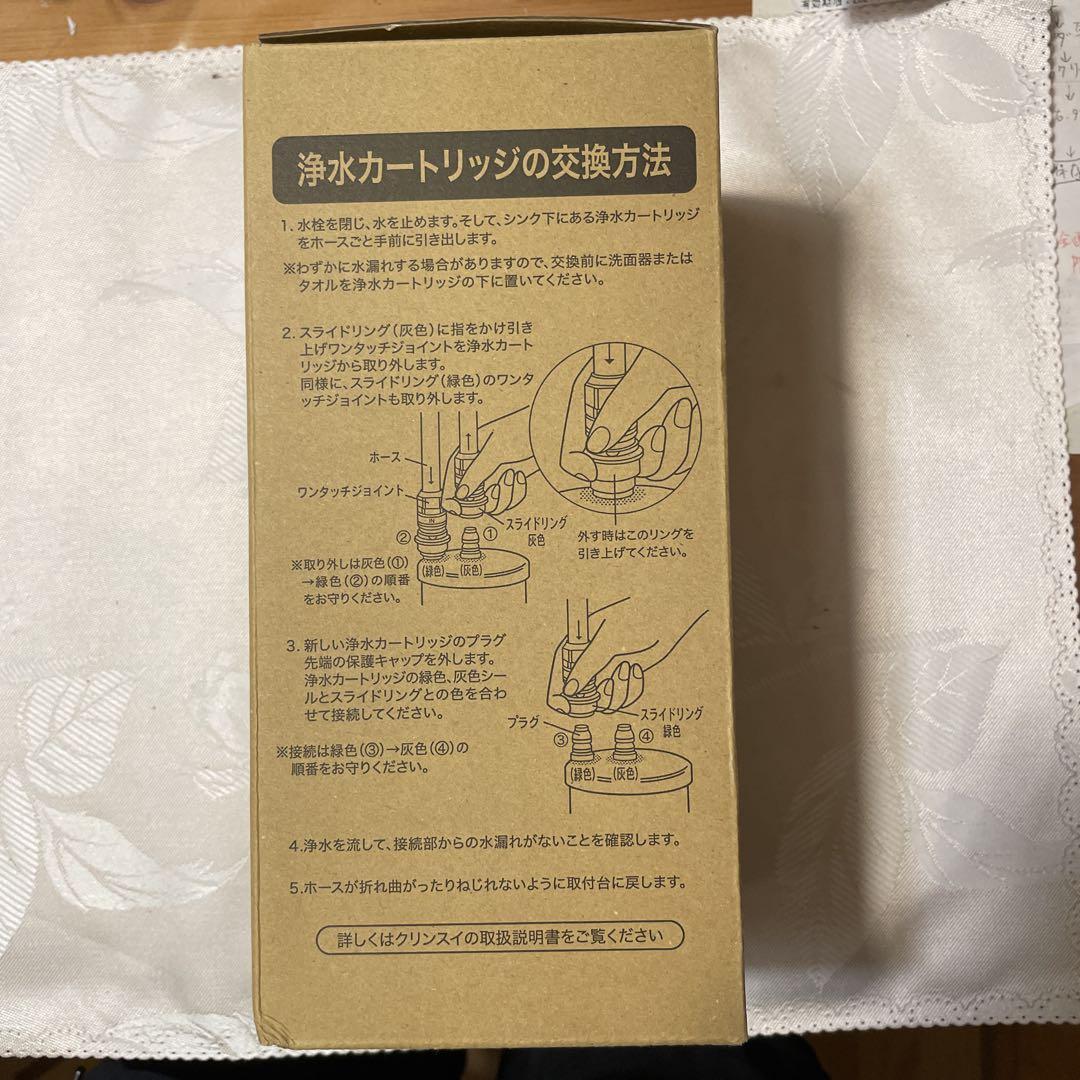 浄水カートリッジの交換方法
1. 水栓を閉じ、水を止めます。そして、シンク下にある浄水カートリッジ
をホースごと手前に引き出します。
※わずかに水漏れする場合がありますので、交換前に洗面器または
タオルを浄水カートリッジの下に置いてください。
2. スライドリング(灰色)に指をかけ引き
上げワンタッチジョイントを浄水カート
リッジから取り外します。
同様に、スライドリング(緑色)のワンタ
ッチジョイントも取り外します。
ホース
ワンタッチジョイント
IN
②
①
スライドリング
灰色
(緑色)
(灰色)
外す時はこのリングを
引き上げてください。
※取り外しは灰色(①)
→緑色(②)の順番
をお守りください。
3. 新しい浄水カートリッジのプラグ
先端の保護キャップを外します。
浄水カートリッジの緑色、灰色シー
ルとスライドリングとの色を合わ
せて接続してください。
※接続は緑色(③)→灰色(④)の
順番をお守りください。
プラグ
スライドリング
緑色
③
④
(緑色)
(灰色)
4.浄水を流して、接続部からの水漏れがないことを確認します。
5.ホースが折れ曲がったりねじれないように取付台に戻します。
詳しくはクリンスイの取扱説明書をご覧ください